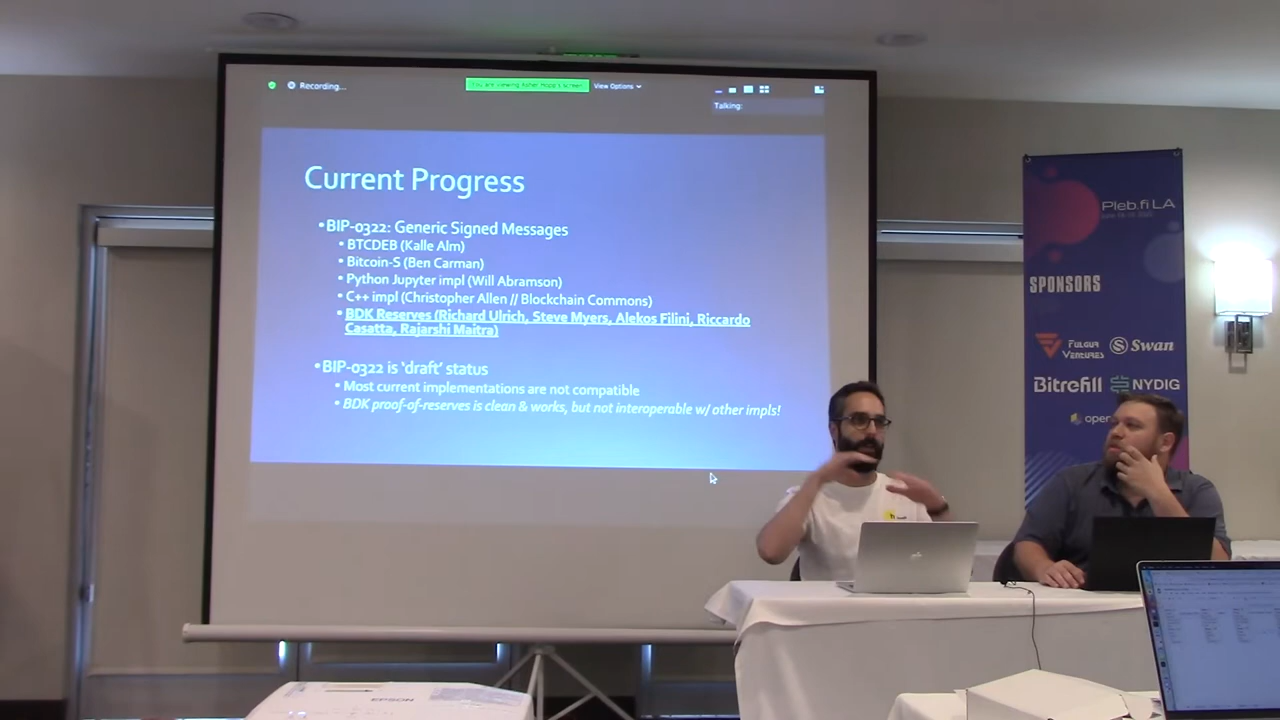 Recording...
View Options
Talking:
Current Progress
•BIP-0322: Generic Signed Messages
• BTCDEB (Kalle Alm)
• Bitcoin-S (Ben Carman)
• Python Jupyter impl (Will Abramson)
• C++ impl (Christopher Allen // Blockchain Commons)
• BDK Reserves (Richard Ulrich, Steve Myers, Alekos Filini, Riccardo
Casatta, Rajarshi Maitra)
•BIP-0322 is 'draft' status
• Most current implementations are not compatible
• BDK proof-of-reserves is clean & works, but not interoperable w/ other impls!
Pleb.fi LA
SPONSORS
FULGUR
VENTURES
Swan
Bitrefill
NYDIG
open
EPSON